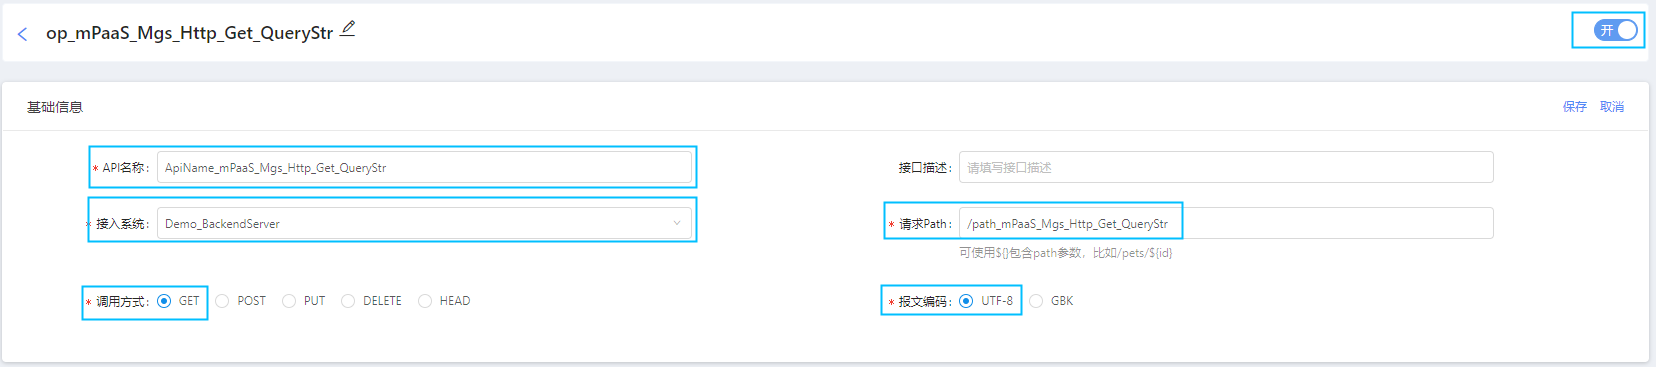 op_mPaaS_Mgs_Http_Get_QueryStr
开
基础信息
保存 取消
* API名称: ApiName_mPaaS_Mgs_Http_Get_QueryStr
接口描述: 请填写接口描述
* 接入系统: Demo_BackendServer
* 请求Path: /path_mPaaS_Mgs_Http_Get_QueryStr
可使用${}包含path参数，比如/pets/${id}
* 调用方式: GET POST PUT DELETE HEAD
* 报文编码: UTF-8 GBK